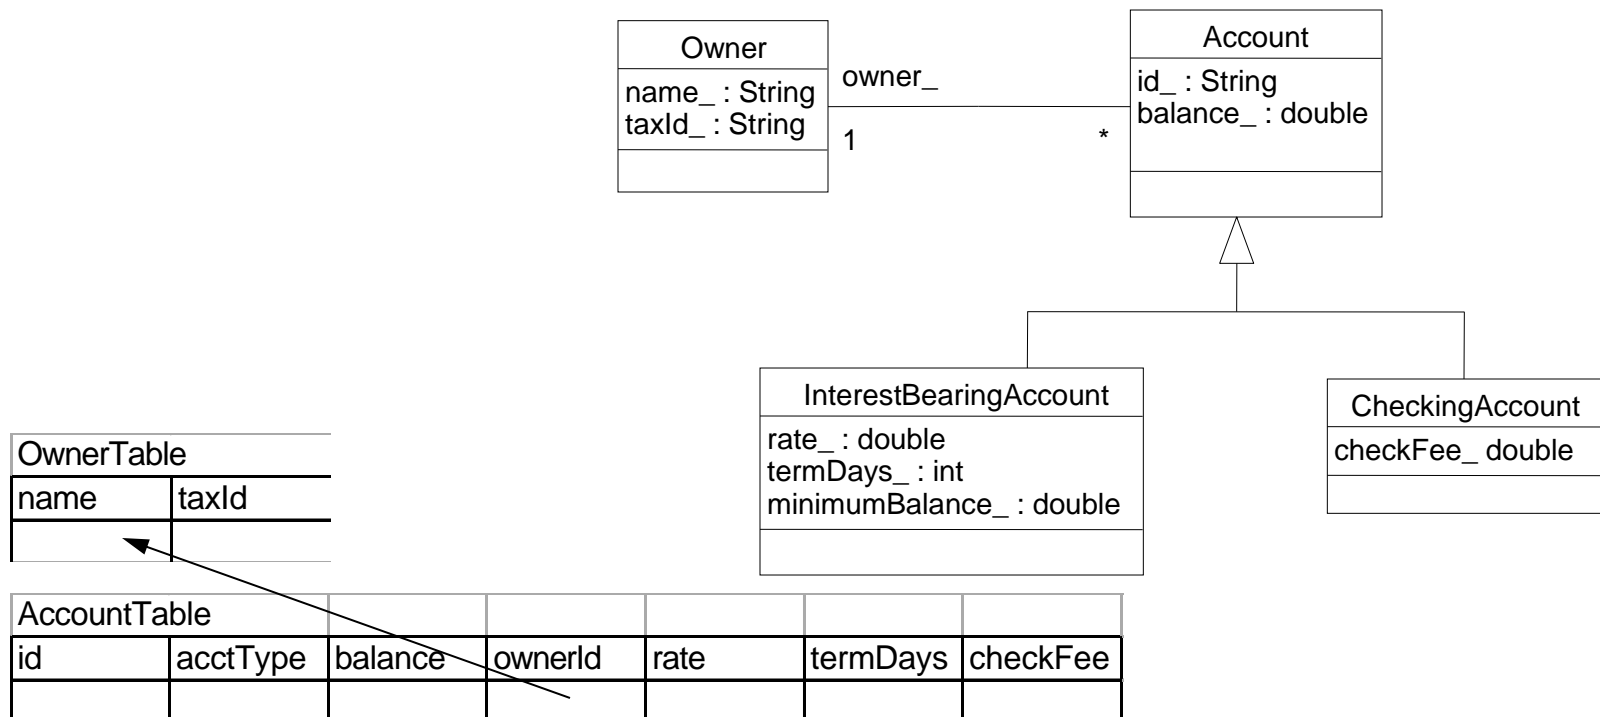 Owner
name_ : String
taxId_ : String
owner_
1
*
Account
id_ : String
balance_ : double
InterestBearingAccount
rate_ : double
termDays_ : int
minimumBalance_ : double
CheckingAccount
checkFee_ double
OwnerTable
name taxId
AccountTable
id acctType balance ownerId rate termDays checkFee